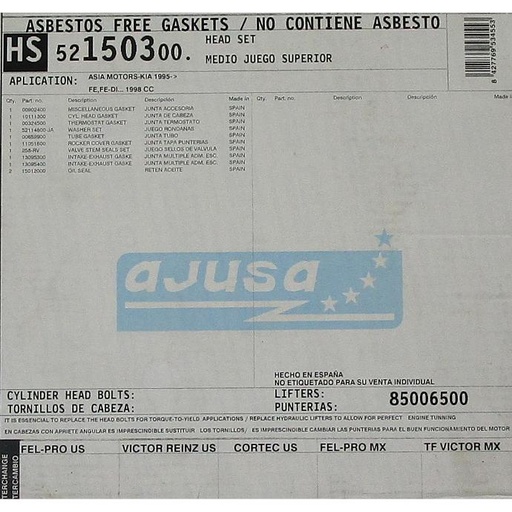 ASBESTOS FREE GASKETS / NO CONTIENE ASBESTO
HS 52150300. HEAD SET
MEDIO JUEGO SUPERIOR
APLICATION: ASIA MOTORS-KIA 1995->
FE,FE-DI... 1998 CC
8 427769 534553
Qty Part. no. Description Descripción Made in Qty Part. no. Description Descripción Made in
1 00902400 MISCELLANEOUS GASKET JUNTA ACCESORIA SPAIN
1 10111300 CYL. HEAD GASKET JUNTA DE CABEZA SPAIN
1 00324500 THERMOSTAT GASKET JUNTA TERMOSTATO SPAIN
1 52114800-JA WASHER SET JUEGO RONDANAS SPAIN
1 00652900 TUBE GASKET JUNTA TUBO SPAIN
1 11051800 ROCKER COVER GASKET JUNTA TAPA PUNTERIAS SPAIN
1 VALVE STEM SEALS SET JUEGO SELLOS DE VALVULA SPAIN
1 13095300 INTAKE-EXHAUST GASKE JUNTA MULTIPLE ADM. ESC. SPAIN
1 13095400 INTAKE-EXHAUST GASKE JUNTA MULTIPLE ADM. ESC. SPAIN
2 15012000 OIL SEAL RETEN ACEITE SPAIN
ajusa
HECHO EN ESPAÑA
NO ETIQUETADO PARA SU VENTA INDIVIDUAL
CYLINDER HEAD BOLTS: LIFTERS:
TORNILLOS DE CABEZA: PUNTERIAS: 85006500
IT IS ESSENCIAL TO REPLACE THE HEAD BOLTS FOR TORQUE-TO-YIELD APPLICATIONS / REPLACE HYDRAULIC LIFTERS TO ALLOW FOR PERFECT ENGINE TUNNING
EN CABEZAS CON APRIETE ANGULAR ES IMPRESCINDIBLE SUSTITUIR LOS TORNILLOS/ ES IMPRESCINDIBLE CAMBIAR LAS PUNTERIAS PARA EL BUEN FUNCIONAMIENTO DEL MOTOR
TERCHANGE
TERCAMBIO
FEL-PRO US VICTOR REINZ US CORTEC US FEL-PRO MX TF VICTOR MX